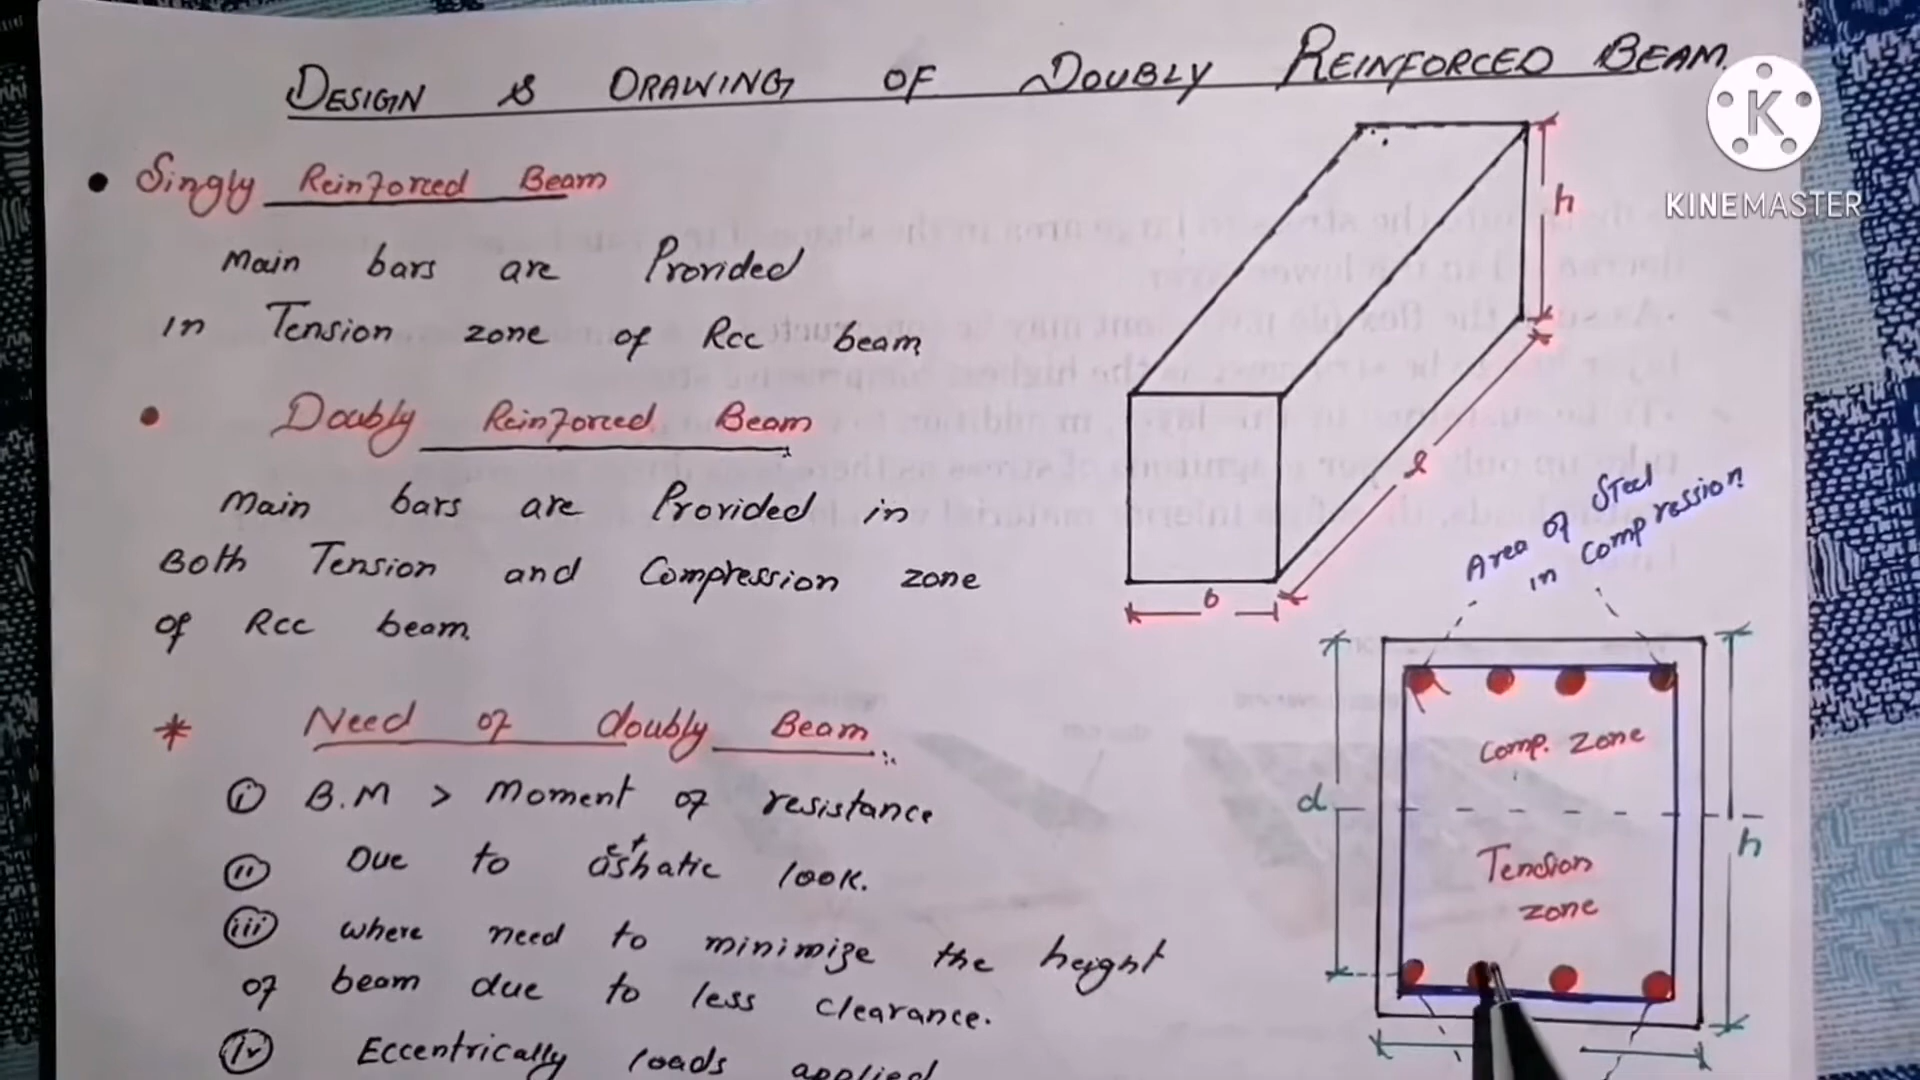 DESIGN & DRAWING OF DOUBLY REINFORCED BEAM.
K
KINEMASTER
• Singly Reinforced Beam
Main bars are Provided
in Tension zone of Rcc beam
• Doubly Reinforced Beam
Main bars are Provided in
Both Tension and Compression zone
of Rcc beam.
* Need of doubly Beam
(i) B.M > Moment of resistance
(ii) Due to ashatic look.
et
(iii) where need to minimize the height
of beam due to less clearance.
(iv) Eccentrically loads applied
h
l
b
Area of Steel
in Compression
Comp. zone
d
h
Tension
zone